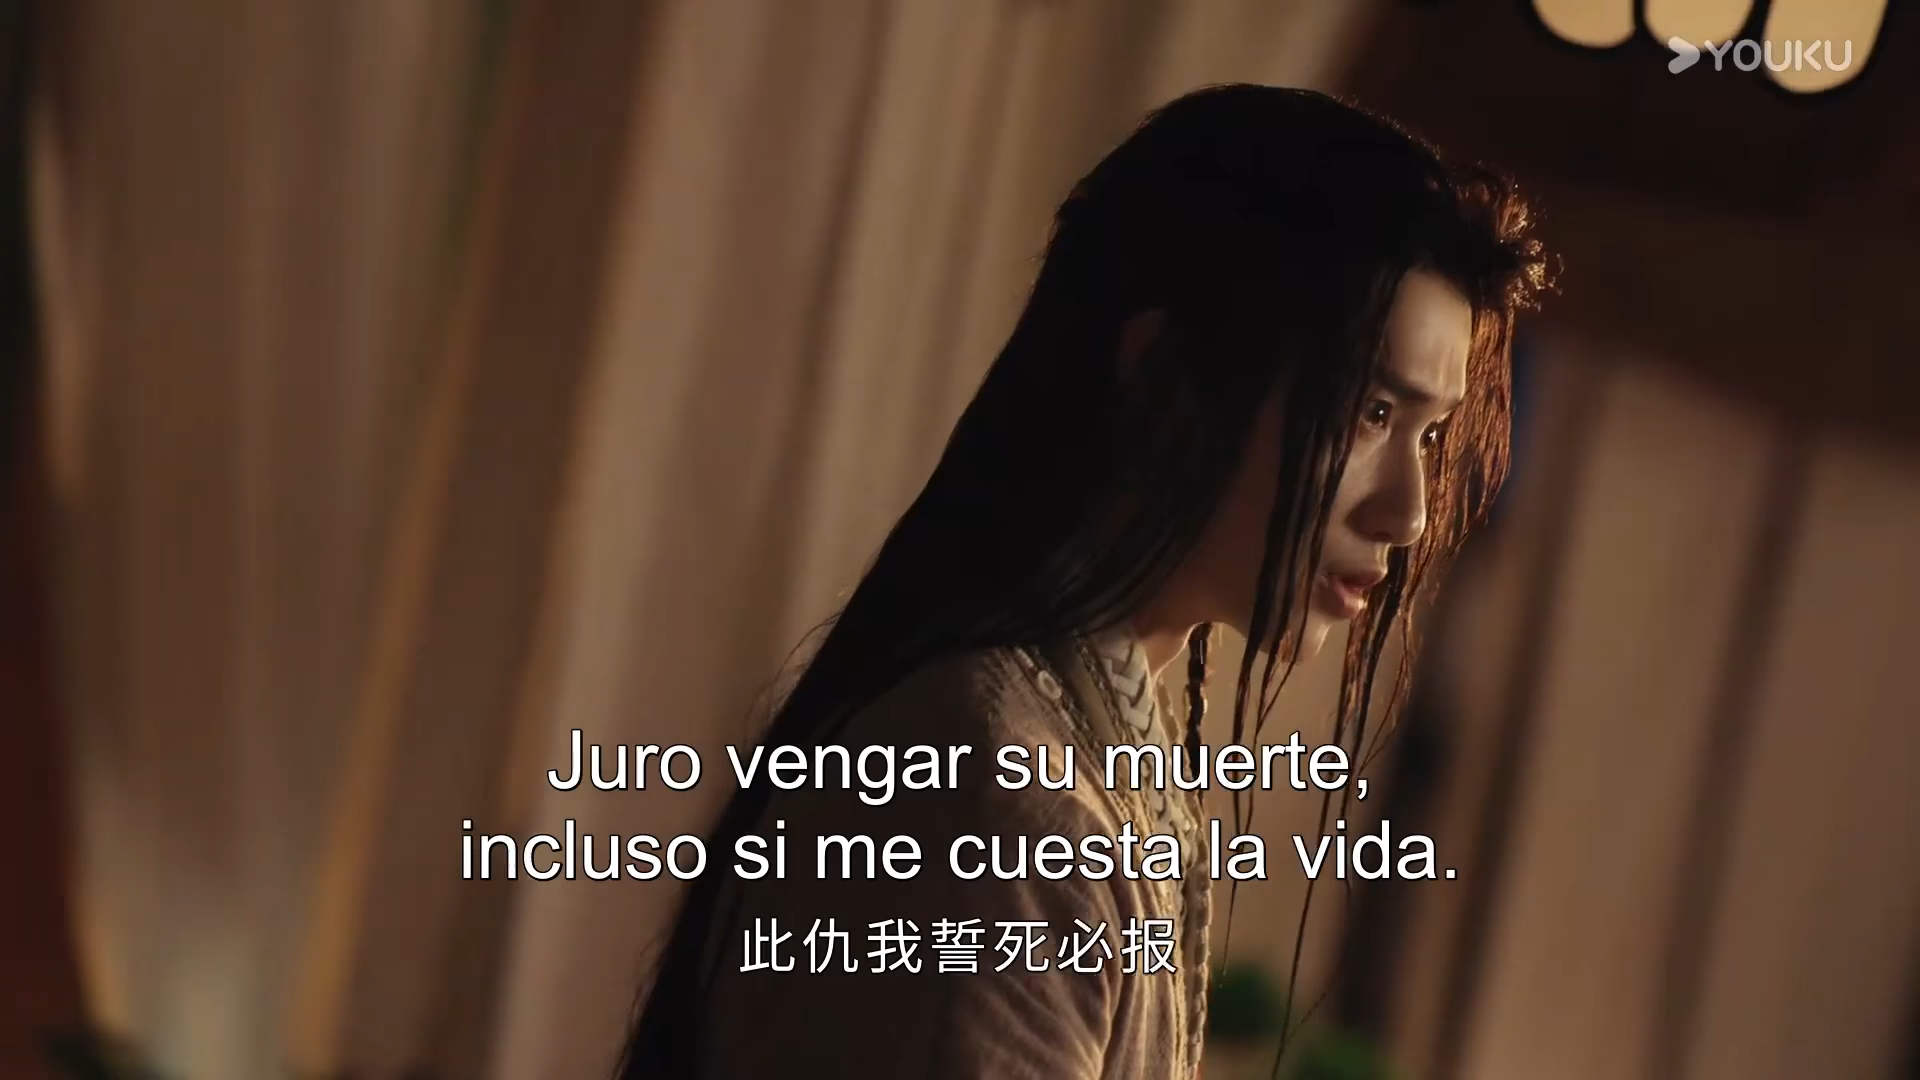 YOUKU
Juro vengar su muerte,
incluso si me cuesta la vida.
此仇我誓死必报